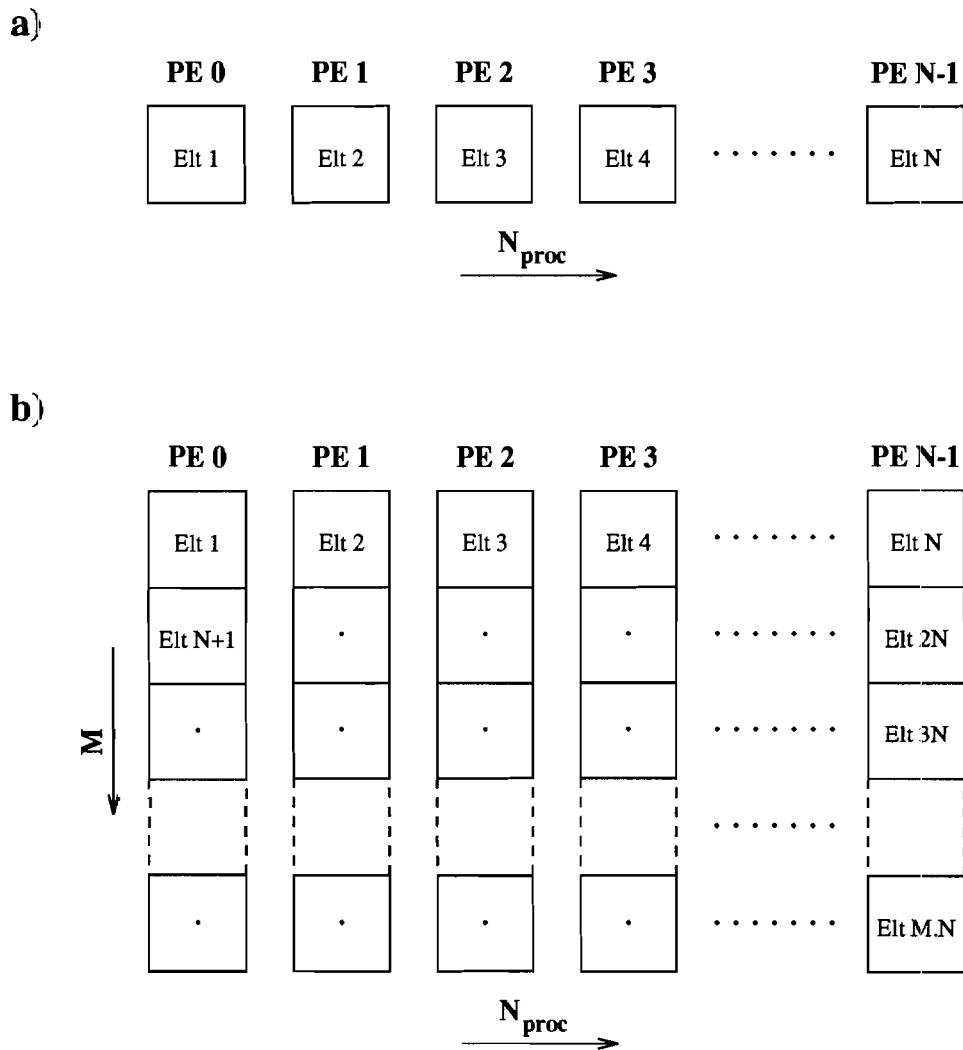 a)
PE 0 PE 1 PE 2 PE 3 PE N-1
Elt 1 Elt 2 Elt 3 Elt 4 . . . . . . . Elt N
N_proc
b)
PE 0 PE 1 PE 2 PE 3 PE N-1
Elt 1 Elt 2 Elt 3 Elt 4 . . . . . . . Elt N
Elt N+1 . . . . . . . . . . Elt 2N
. . . . . . . . . . . Elt 3N
M
. . . . . . .
. . . . . . . . . . . Elt M.N
N_proc